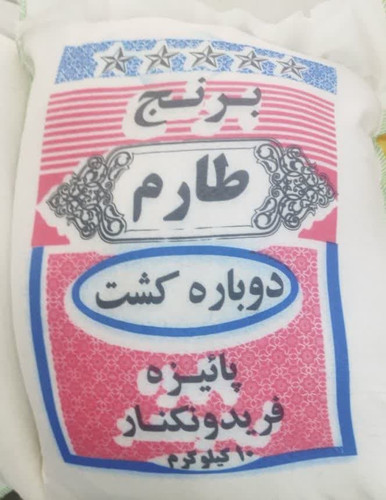 برنج
طارم
دوباره کشت
پائیزه
فریدونکنار
۱۰ کیلوگرم